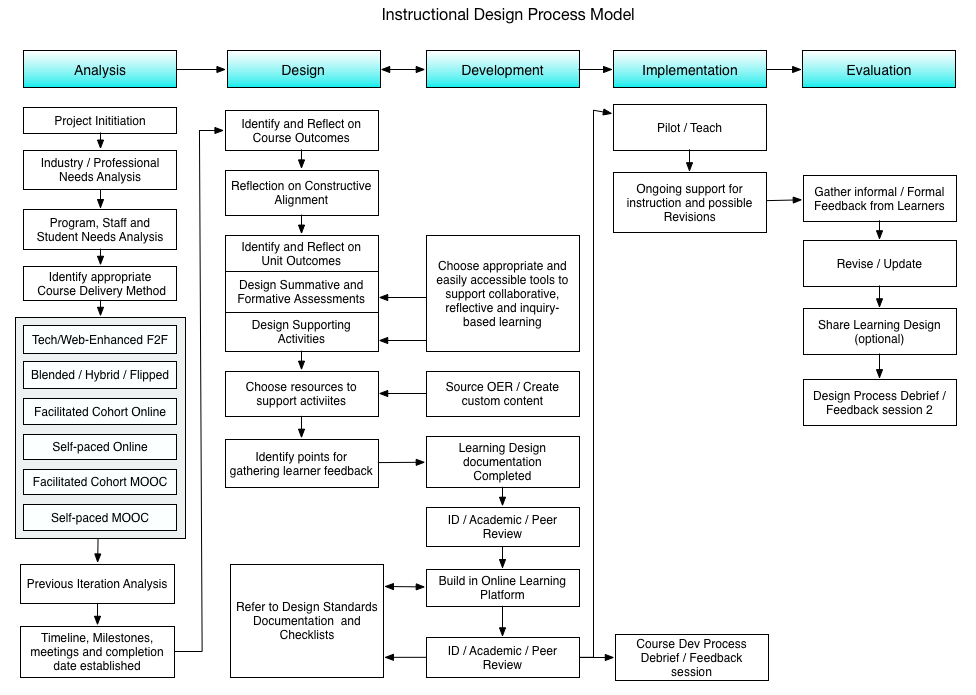 Instructional Design Process Model
Analysis
Design
Development
Implementation
Evaluation
Project Inititiation
Industry / Professional
Needs Analysis
Program, Staff and
Student Needs Analysis
Identify appropriate
Course Delivery Method
Tech/Web-Enhanced F2F
Blended / Hybrid / Flipped
Facilitated Cohort Online
Self-paced Online
Facilitated Cohort MOOC
Self-paced MOOC
Previous Iteration Analysis
Timeline, Milestones,
meetings and completion
date established
Identify and Reflect on
Course Outcomes
Reflection on Constructive
Alignment
Identify and Reflect on
Unit Outcomes
Design Summative and
Formative Assessments
Design Supporting
Activities
Choose resources to
support activiites
Identify points for
gathering learner feedback
Refer to Design Standards
Documentation and
Checklists
Choose appropriate and
easily accessible tools to
support collaborative,
reflective and inquiry-
based learning
Source OER / Create
custom content
Learning Design
documentation
Completed
ID / Academic / Peer
Review
Build in Online Learning
Platform
ID / Academic / Peer
Review
Pilot / Teach
Ongoing support for
instruction and possible
Revisions
Course Dev Process
Debrief / Feedback
session
Gather informal / Formal
Feedback from Learners
Revise / Update
Share Learning Design
(optional)
Design Process Debrief /
Feedback session 2